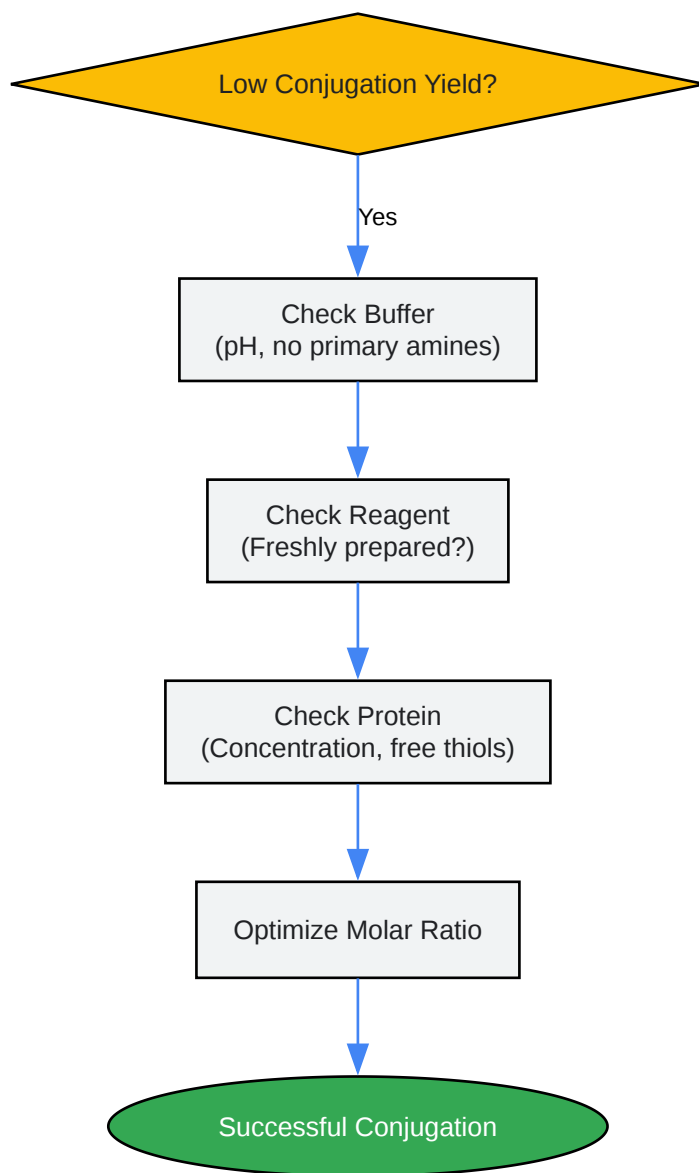 Low Conjugation Yield?
Yes
Check Buffer
(pH, no primary amines)
Check Reagent
(Freshly prepared?)
Check Protein
(Concentration, free thiols)
Optimize Molar Ratio
Successful Conjugation